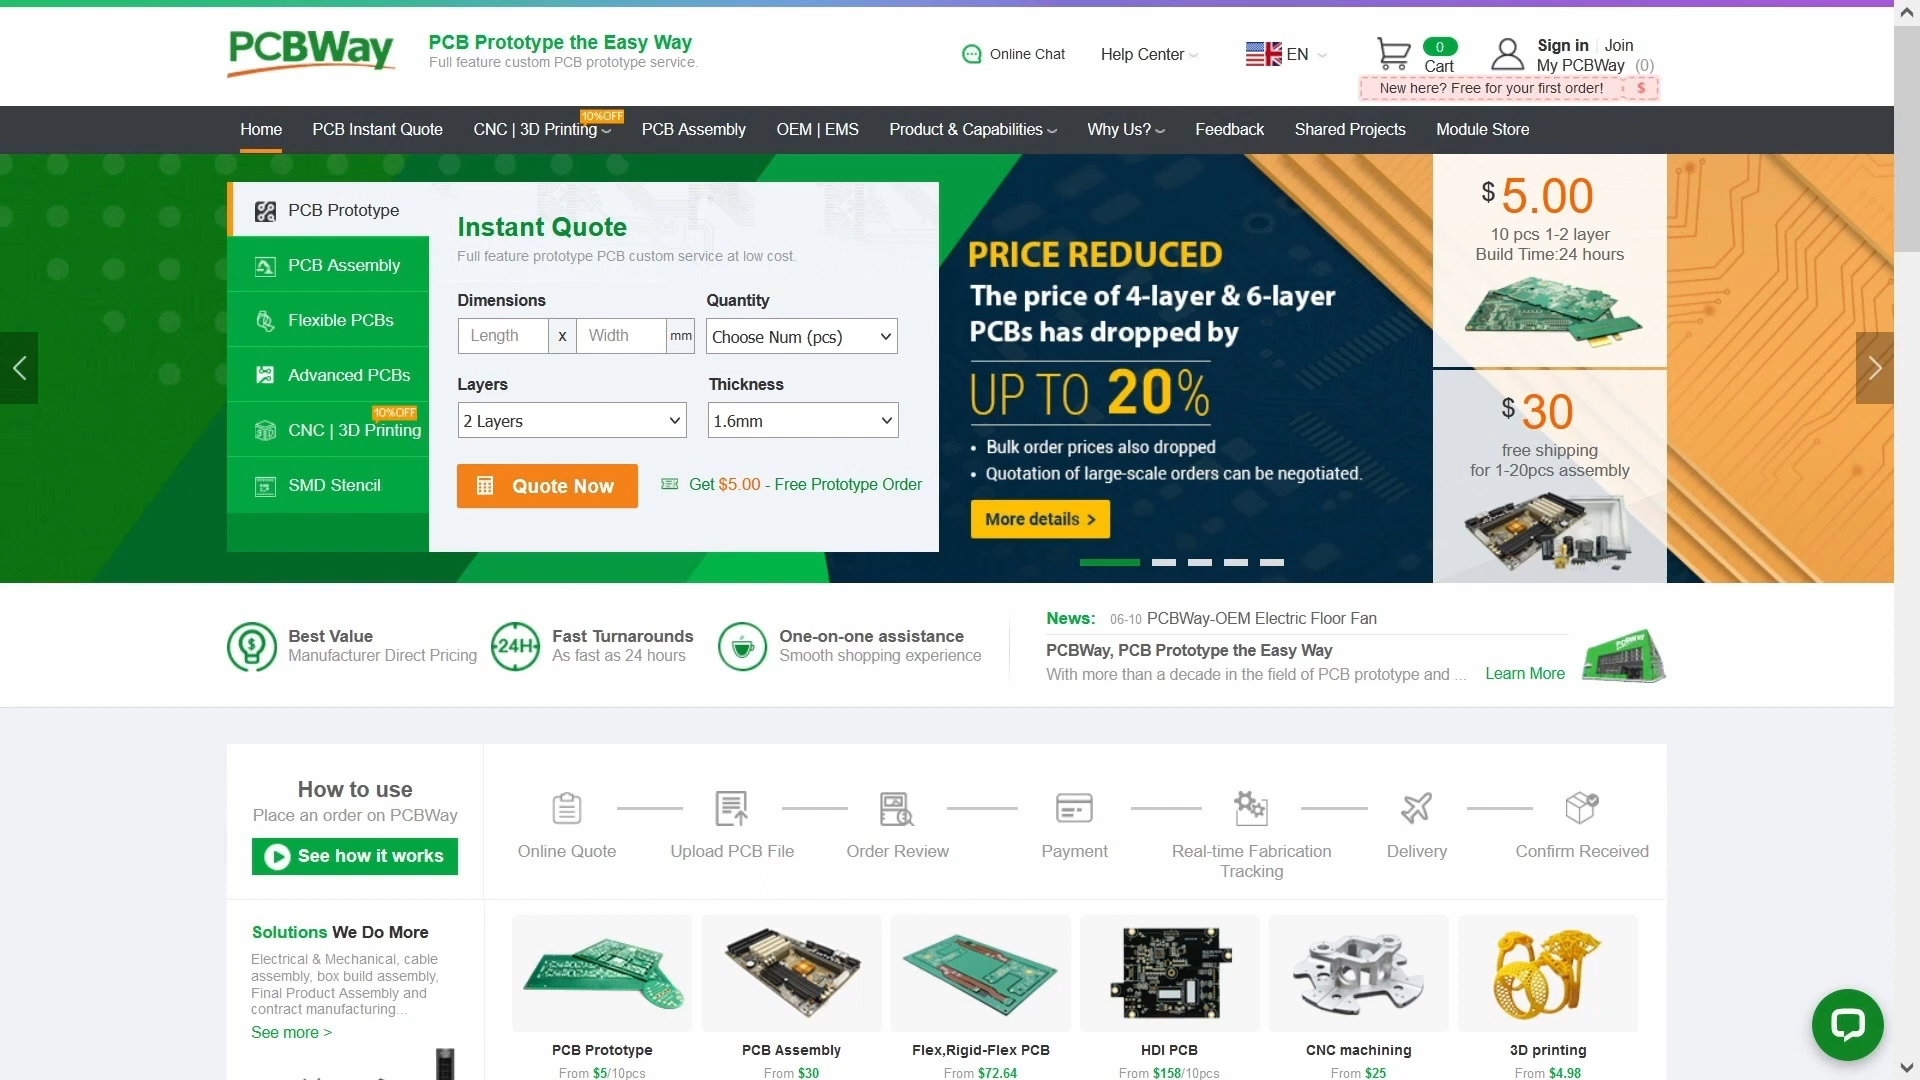 PCBWay
PCB Prototype the Easy Way
Full feature custom PCB prototype service.
Online Chat
Help Center
EN
0
Cart
Sign in
Join
My PCBWay (0)
New here? Free for your first order! $
Home
PCB Instant Quote
CNC | 3D Printing
10%OFF
PCB Assembly
OEM | EMS
Product & Capabilities
Why Us?
Feedback
Shared Projects
Module Store
PCB Prototype
PCB Assembly
Flexible PCBs
Advanced PCBs
10%OFF
CNC | 3D Printing
SMD Stencil
Instant Quote
Full feature prototype PCB custom service at low cost.
Dimensions
Quantity
Length x Width mm
Choose Num (pcs)
Layers
Thickness
2 Layers
1.6mm
Quote Now
Get $5.00 - Free Prototype Order
PRICE REDUCED
The price of 4-layer & 6-layer
PCBs has dropped by
UP TO 20%
• Bulk order prices also dropped
• Quotation of large-scale orders can be negotiated.
More details >
$ 5.00
10 pcs 1-2 layer
Build Time:24 hours
$ 30
free shipping
for 1-20pcs assembly
Best Value
Manufacturer Direct Pricing
24H
Fast Turnarounds
As fast as 24 hours
One-on-one assistance
Smooth shopping experience
News: 06-10 PCBWay-OEM Electric Floor Fan
PCBWay, PCB Prototype the Easy Way
With more than a decade in the field of PCB prototype and ...
Learn More
PCBWay
How to use
Place an order on PCBWay
See how it works
Online Quote
Upload PCB File
Order Review
Payment
Real-time Fabrication
Tracking
Delivery
Confirm Received
Solutions We Do More
Electrical & Mechanical, cable
assembly, box build assembly,
Final Product Assembly and
contract manufacturing...
See more >
PCB Prototype
From $5/10pcs
PCB Assembly
From $30
Flex,Rigid-Flex PCB
From $72.64
HDI PCB
From $158/10pcs
CNC machining
From $25
3D printing
From $4.98